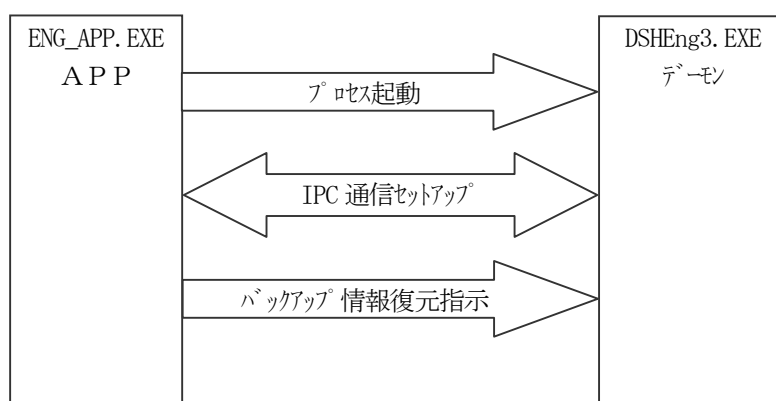 ENG_APP.EXE
APP
DSHEng3.EXE
デーモン
プロセス起動
IPC 通信セットアップ
バックアップ情報復元指示